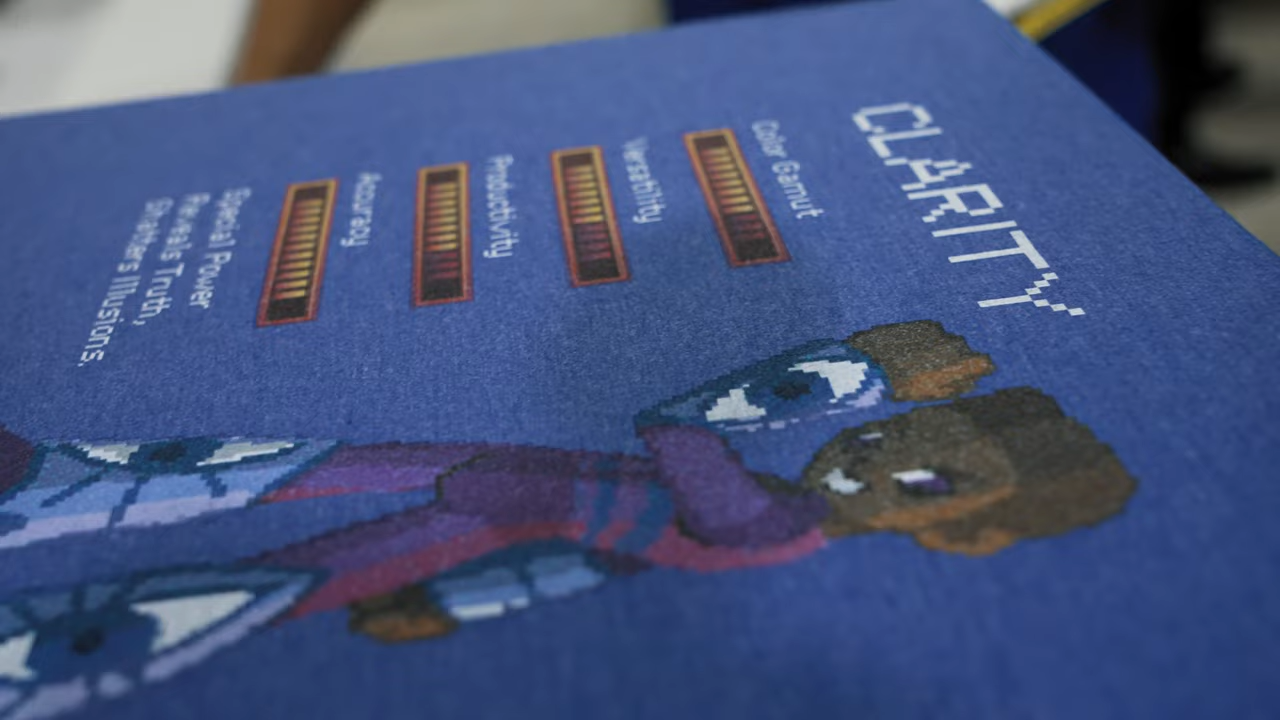 CLARITY
Color Gamut
Versatility
Productivity
Accuracy
Special Power
Reveals Truth,
Shatters Illusions.